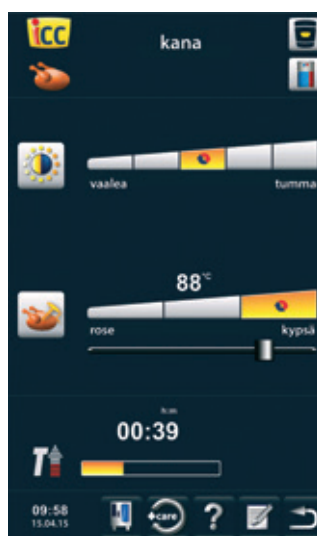 icc
kana
vaalea tumma
88°C
rose kypsä
h:m
00:39
T
09:58
15.04.15
+care
?